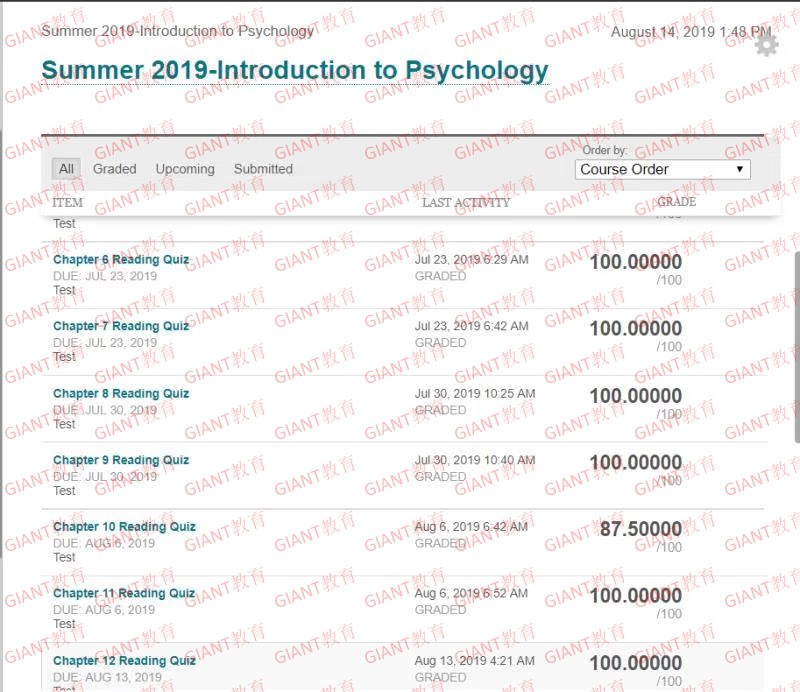 Summer 2019-Introduction to Psychology
August 14, 2019 1:48 PM
Summer 2019-Introduction to Psychology
Order by:
All Graded Upcoming Submitted
Course Order
ITEM LAST ACTIVITY GRADE
/100
Test
Chapter 6 Reading Quiz
Jul 23, 2019 6:29 AM
100.00000
DUE: JUL 23, 2019
GRADED
/100
Test
Chapter 7 Reading Quiz
Jul 23, 2019 6:42 AM
100.00000
DUE: JUL 23, 2019
GRADED
/100
Test
Chapter 8 Reading Quiz
Jul 30, 2019 10:25 AM
100.00000
DUE: JUL 30, 2019
GRADED
/100
Test
Chapter 9 Reading Quiz
Jul 30, 2019 10:40 AM
100.00000
DUE: JUL 30, 2019
GRADED
/100
Test
Chapter 10 Reading Quiz
Aug 6, 2019 6:42 AM
87.50000
DUE: AUG 6, 2019
GRADED
/100
Test
Chapter 11 Reading Quiz
Aug 6, 2019 6:52 AM
100.00000
DUE: AUG 6, 2019
GRADED
/100
Test
Chapter 12 Reading Quiz
Aug 13, 2019 4:21 AM
100.00000
DUE: AUG 13, 2019
GRADED
/100
Test
GIANT教育